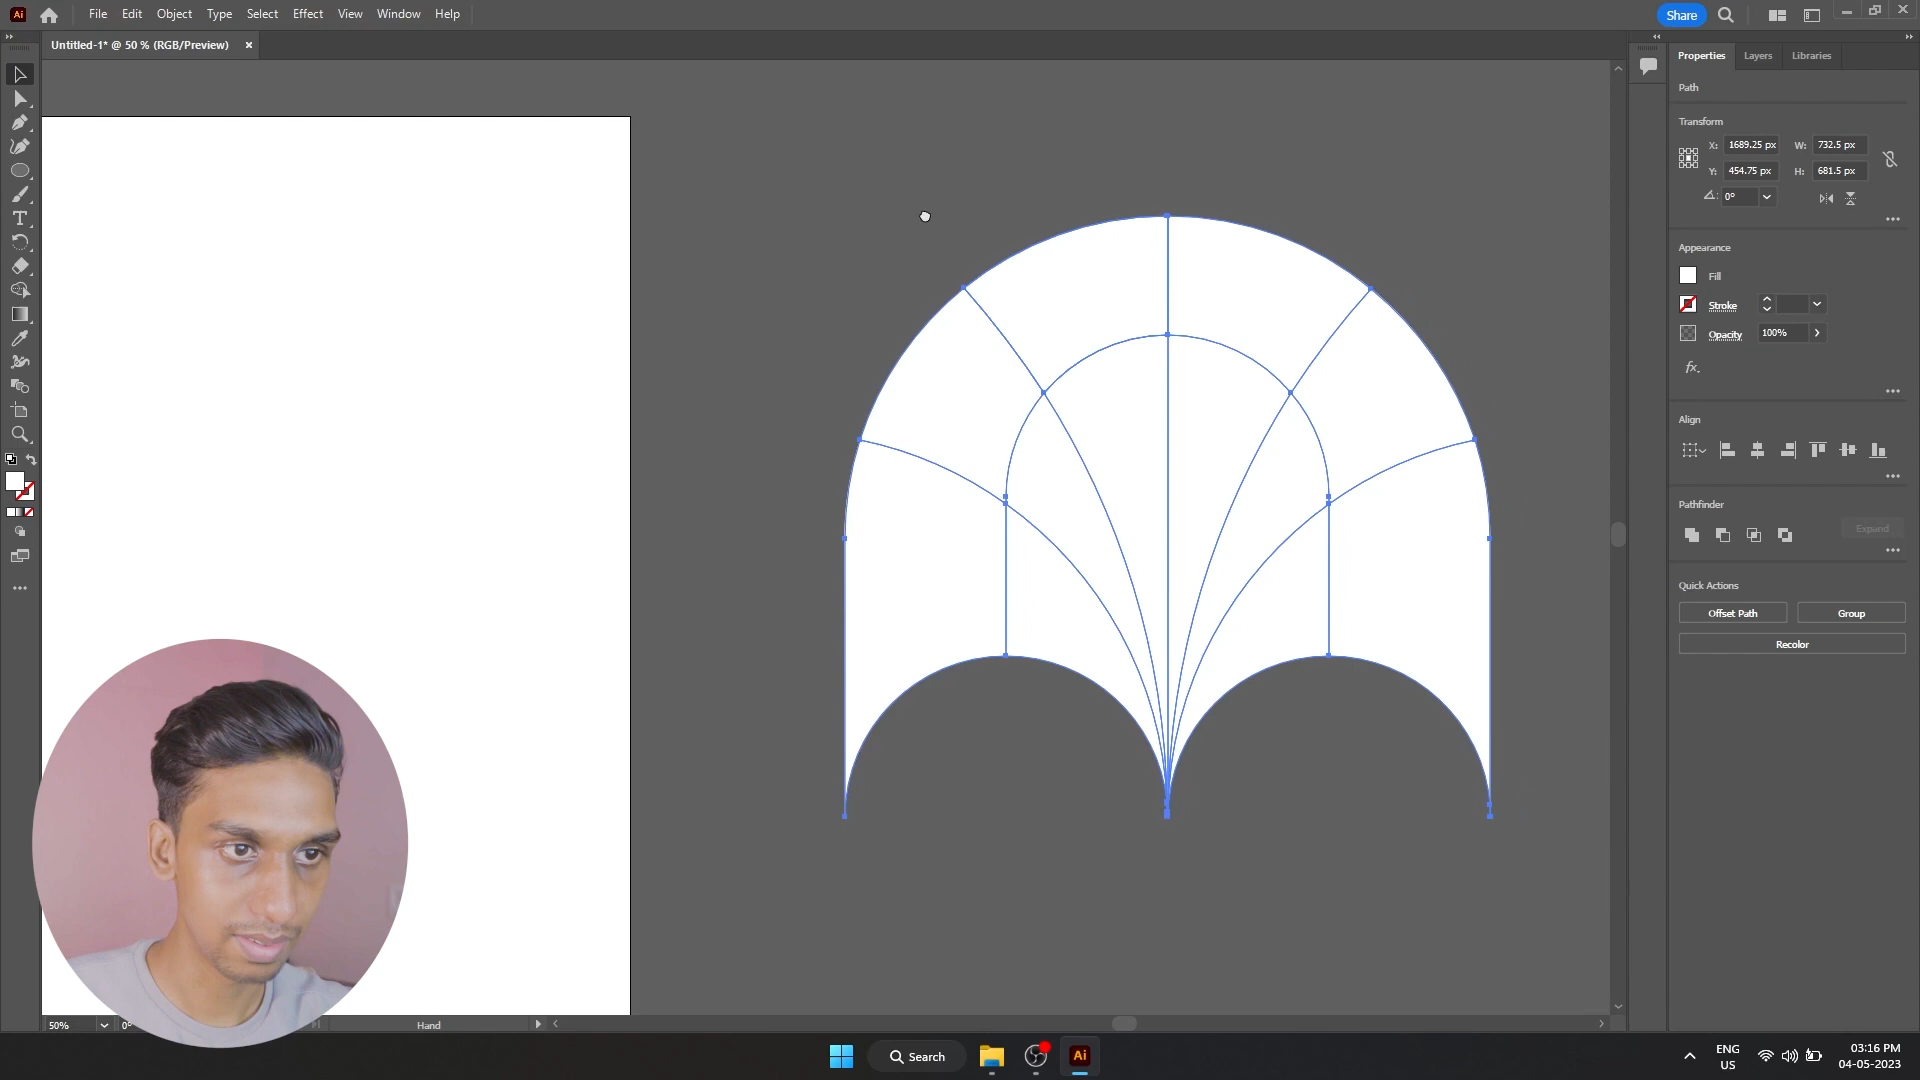 Ai
File Edit Object Type Select Effect View Window Help
Share
Untitled-1* @ 50 % (RGB/Preview) ×
Properties Layers Libraries
Path
Transform
X: 1689.25 px W: 732.5 px
Y: 454.75 px H: 681.5 px
0°
Appearance
Fill
Stroke
Opacity 100%
fx.
Align
Pathfinder
Expand
Quick Actions
Offset Path Group
Recolor
50% 0° Hand
Search Ai
ENG
US
03:16 PM
04-05-2023